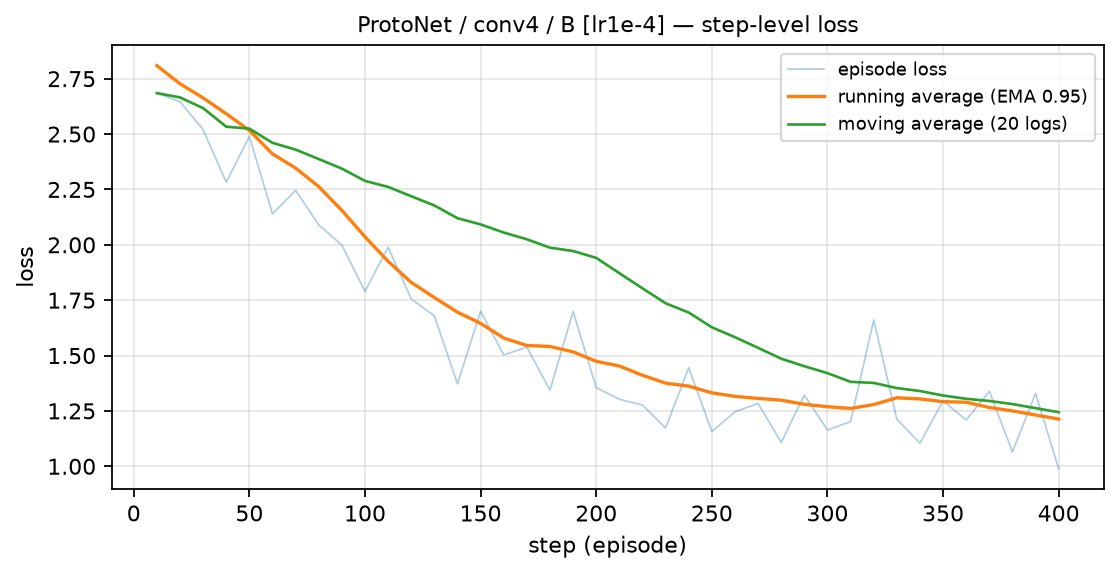 ProtoNet / conv4 / B [lr1e-4] — step-level loss
episode loss
running average (EMA 0.95)
moving average (20 logs)
loss
2.75
2.50
2.25
2.00
1.75
1.50
1.25
1.00
0 50 100 150 200 250 300 350 400
step (episode)